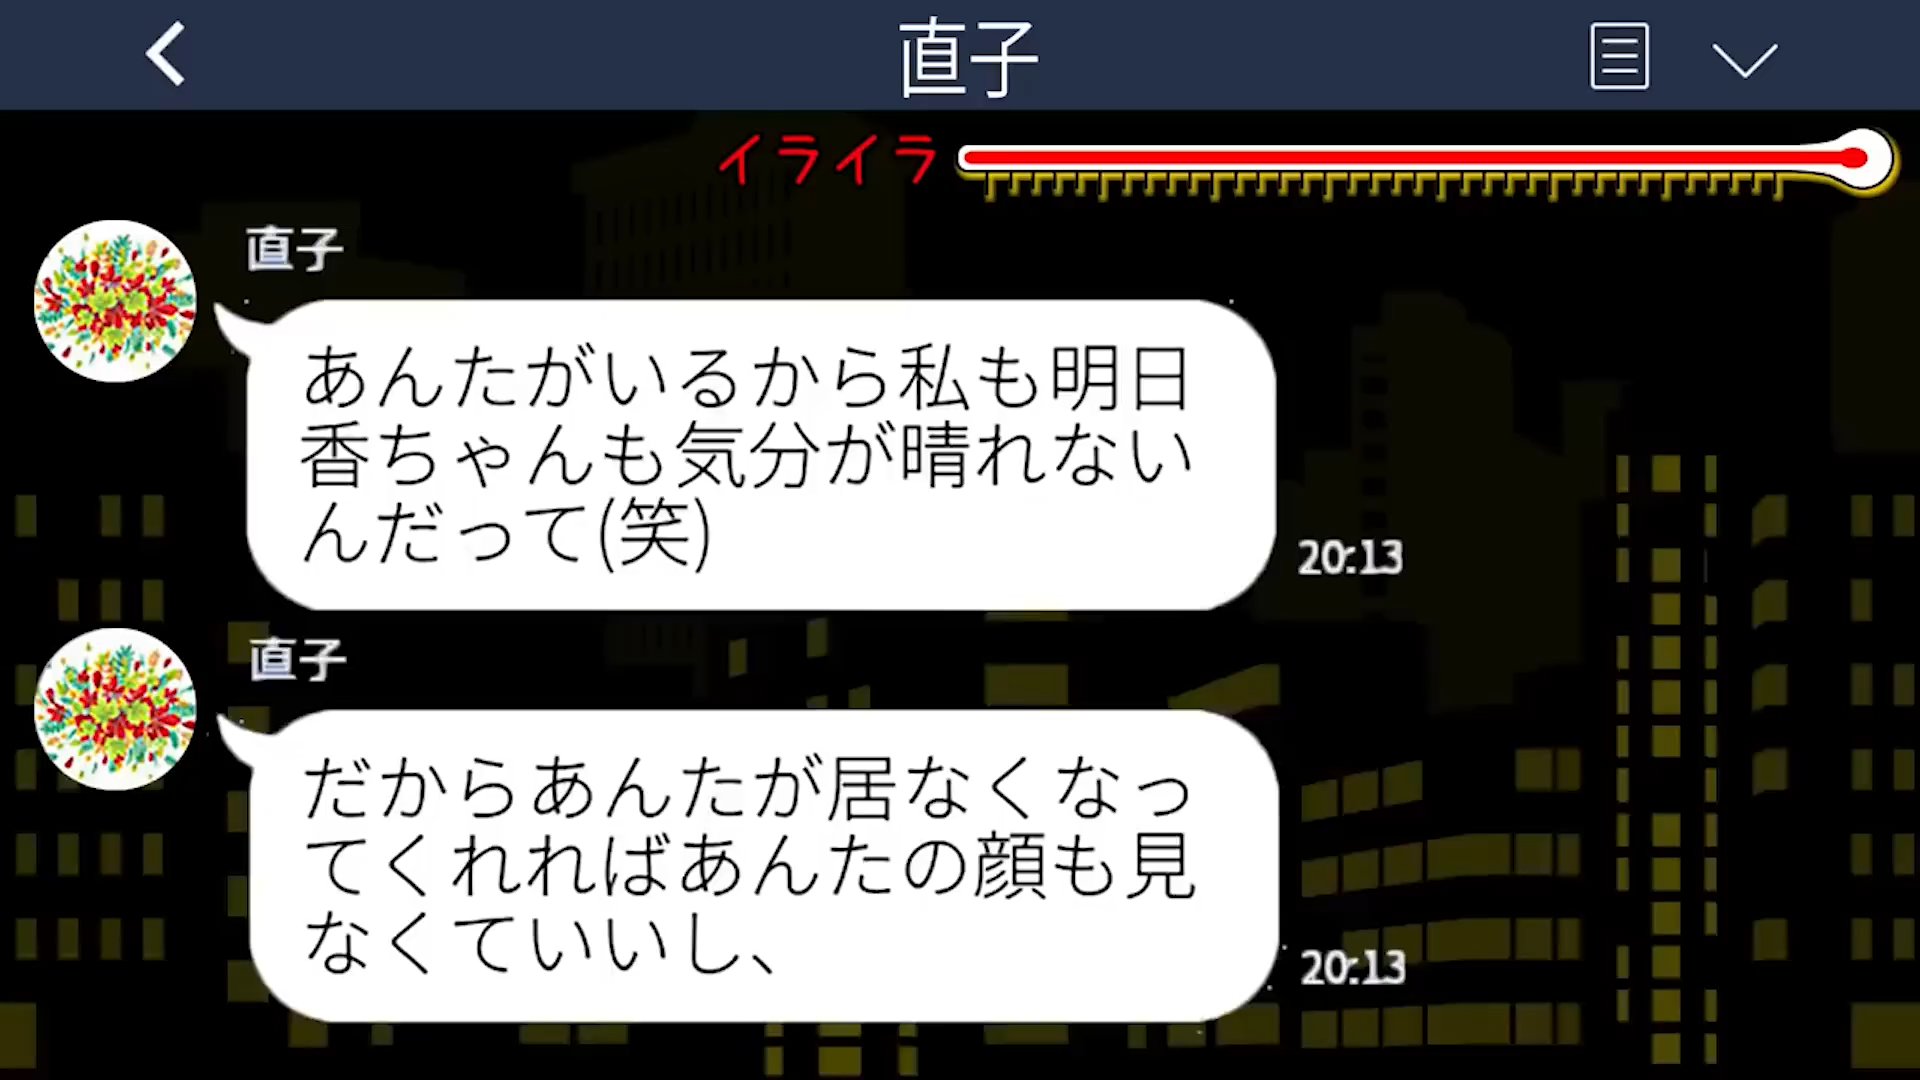 直子
イライラ
直子
あんたがいるから私も明日
香ちゃんも気分が晴れない
んだって(笑)
20:13
直子
だからあんたが居なくなっ
てくれればあんたの顔も見
なくていいし、
20:13